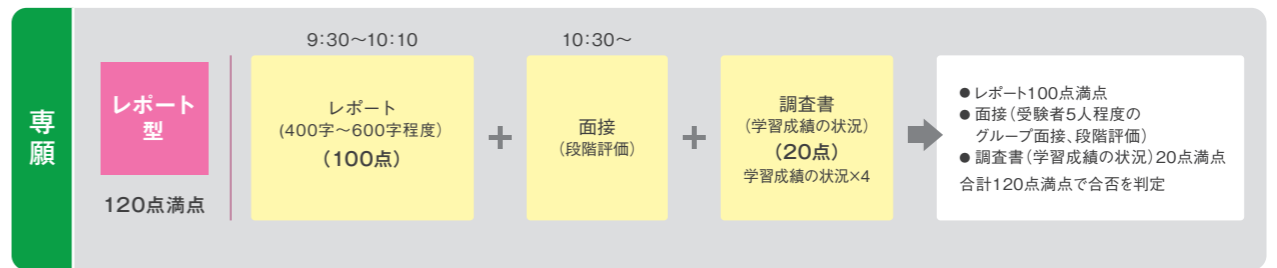 専願
レポート
型
120点満点
9:30～10:10
レポート
(400字～600字程度)
(100点)
+
10:30～
面接
(段階評価)
+
調査書
(学習成績の状況)
(20点)
学習成績の状況×4
● レポート100点満点
● 面接(受験者5人程度の
グループ面接、段階評価)
● 調査書(学習成績の状況)20点満点
合計120点満点で合否を判定